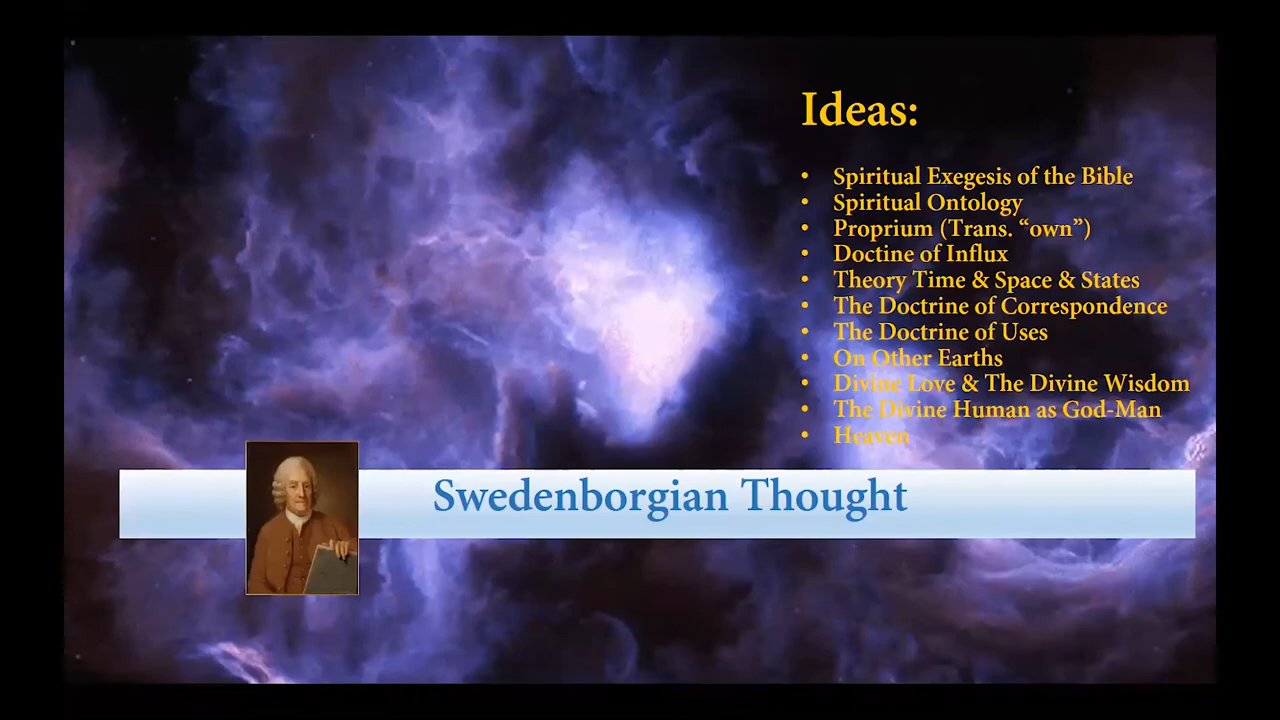 Ideas:
• Spiritual Exegesis of the Bible
• Spiritual Ontology
• Proprium (Trans. “own”)
• Doctine of Influx
• Theory Time & Space & States
• The Doctrine of Correspondence
• The Doctrine of Uses
• On Other Earths
• Divine Love & The Divine Wisdom
• The Divine Human as God-Man
• Heaven
Swedenborgian Thought